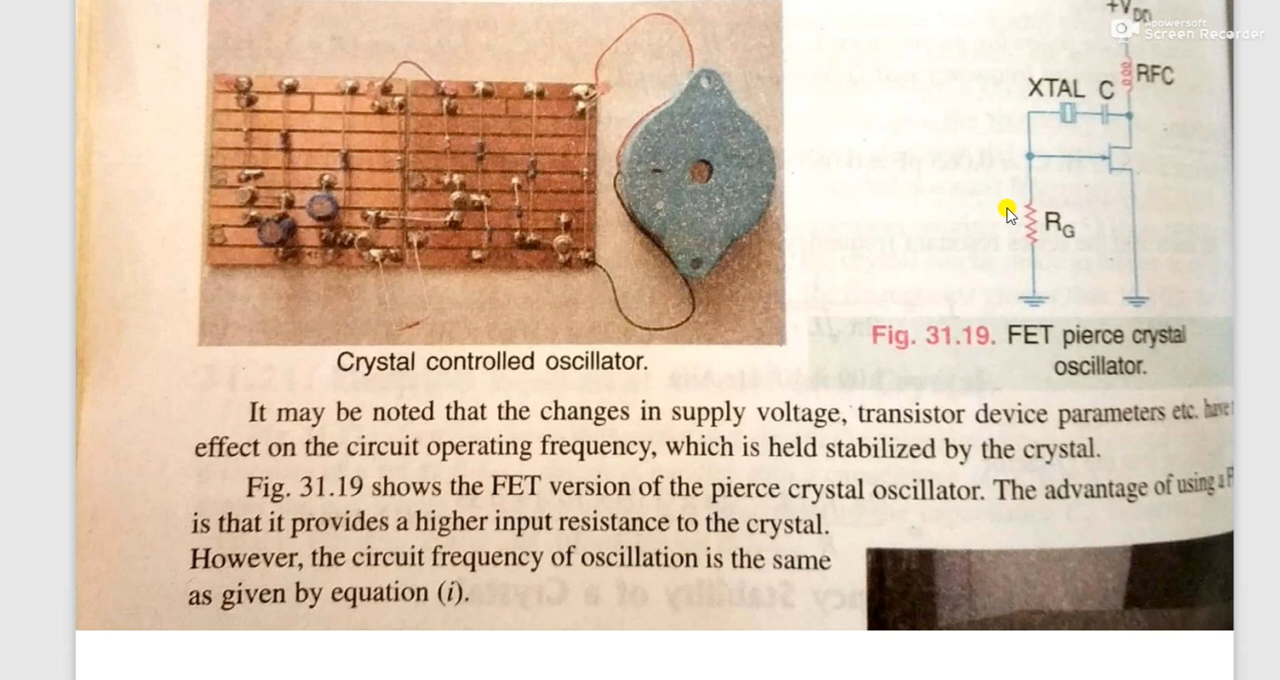 +V DD
Apowersoft
Screen Recorder
RFC
XTAL C
RG
Fig. 31.19. FET pierce crystal
oscillator.
Crystal controlled oscillator.
It may be noted that the changes in supply voltage, transistor device parameters etc. have
effect on the circuit operating frequency, which is held stabilized by the crystal.
Fig. 31.19 shows the FET version of the pierce crystal oscillator. The advantage of using a F
is that it provides a higher input resistance to the crystal.
However, the circuit frequency of oscillation is the same
as given by equation (i).